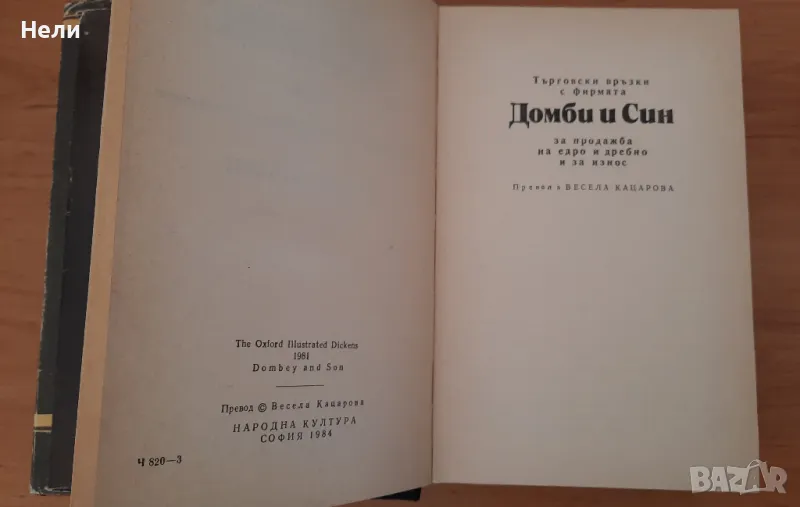 Нели
The Oxford Illustrated Dickens
1981
Dombey and Son
Превод © Весела Кацарова
НАРОДНА КУЛТУРА
СОФИЯ 1984
Ч 820—3
Търговски връзки
с фирмата
Домби и Син
за продажба
на едро и дребно
и за износ
Превод ѝ ВЕСЕЛА КАЦАРОВА
BAZAR